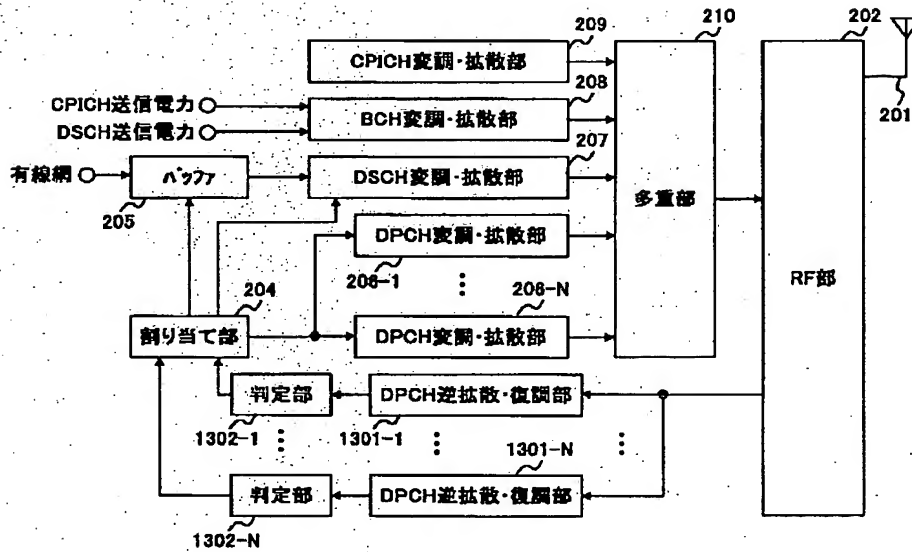 210
202
209
CPICH変調・拡散部
208
CPICH送信電力
BCH変調・拡散部
DSCH送信電力
201
207
有線網
バッファ
DSCH変調・拡散部
多重部
205
DPCH変調・拡散部
206-1
RF部
204
206-N
割り当て部
DPCH変調・拡散部
判定部
DPCH逆拡散・復調部
1302-1
1301-1
1301-N
判定部
DPCH逆拡散・復調部
1302-N